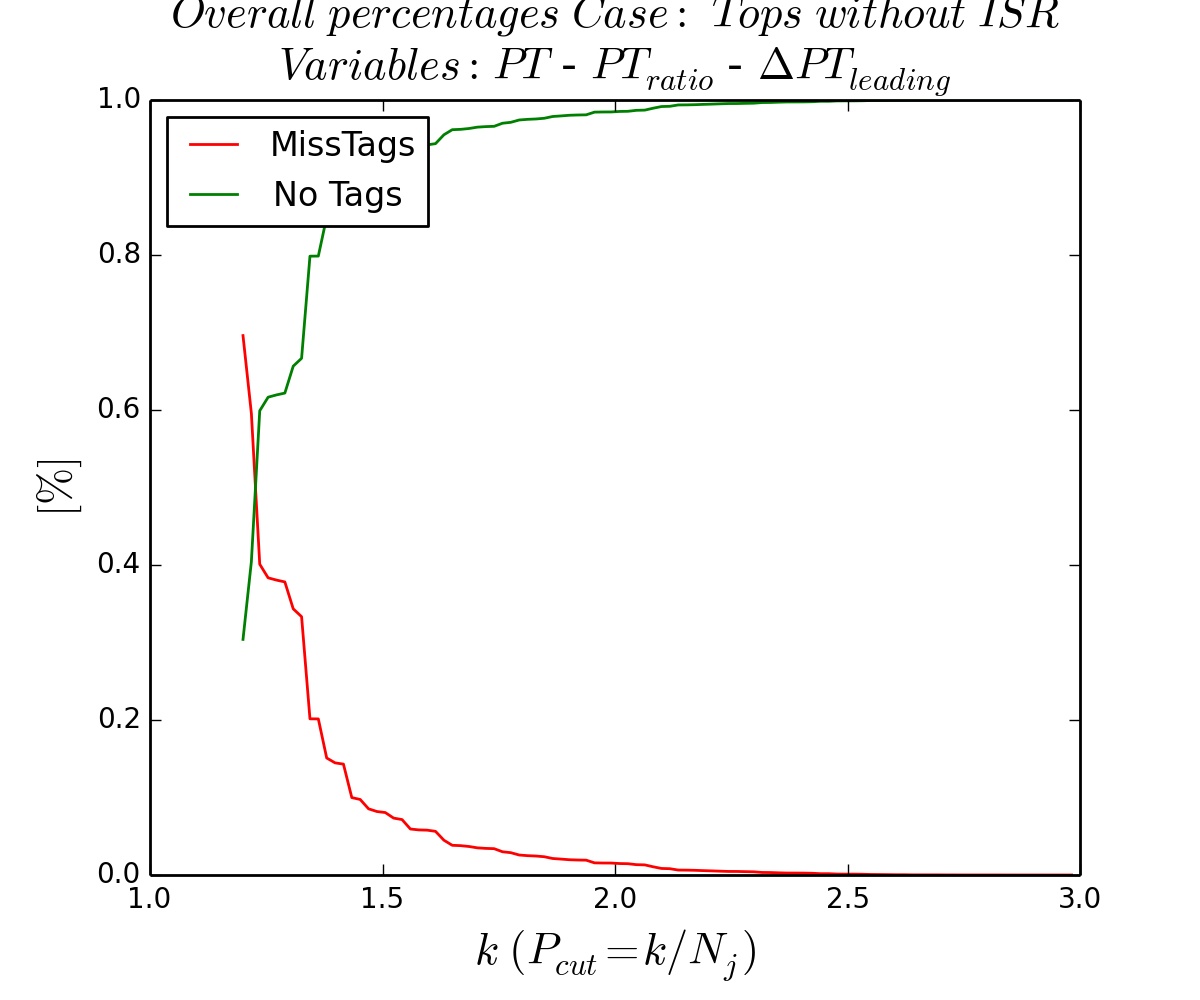 Overall percentages Case: Tops without ISR
Variables: PT - PT_ratio - ΔPT_leading
1.0
0.8
0.6
0.4
0.2
0.0
[%]
MissTags
No Tags
1.0 1.5 2.0 2.5 3.0
k (P_cut = k/N_j)